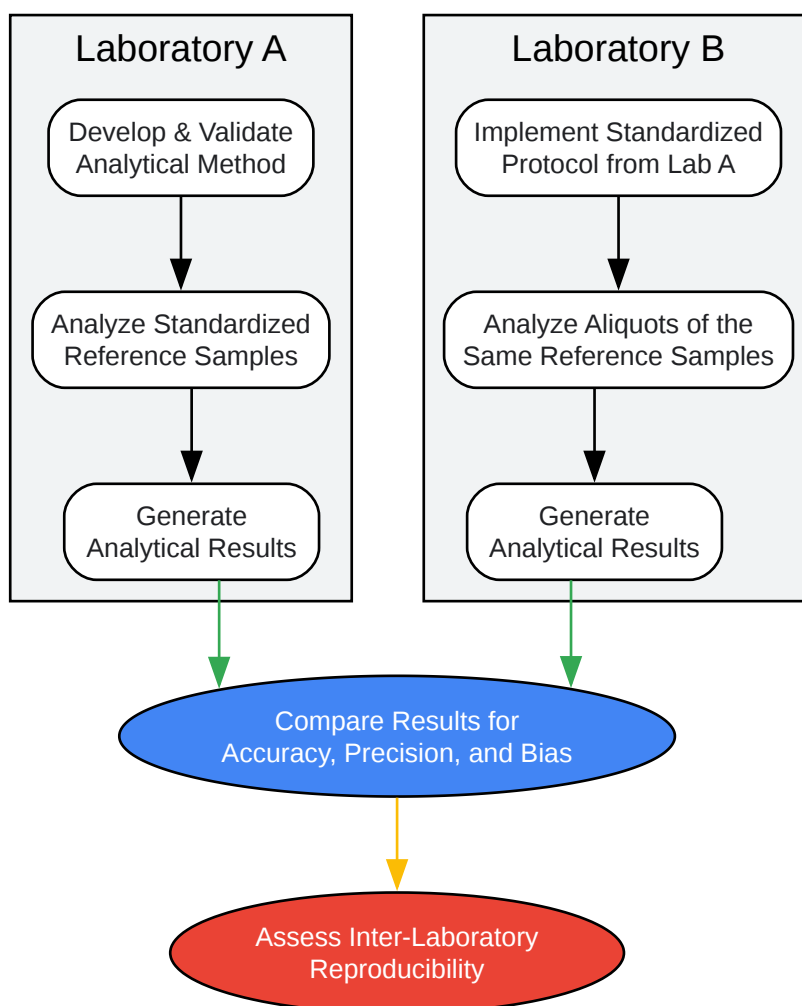 Laboratory A
Develop & Validate
Analytical Method
Analyze Standardized
Reference Samples
Generate
Analytical Results
Laboratory B
Implement Standardized
Protocol from Lab A
Analyze Aliquots of the
Same Reference Samples
Generate
Analytical Results
Compare Results for
Accuracy, Precision, and Bias
Assess Inter-Laboratory
Reproducibility